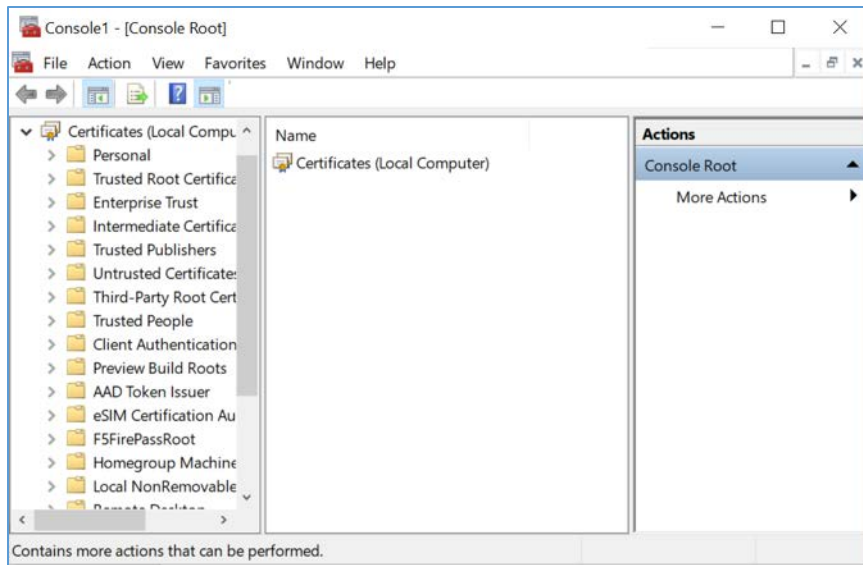 Console1 - [Console Root]
File Action View Favorites Window Help
Certificates (Local Compu
Personal
Trusted Root Certifica
Enterprise Trust
Intermediate Certifica
Trusted Publishers
Untrusted Certificates
Third-Party Root Cert
Trusted People
Client Authentication
Preview Build Roots
AAD Token Issuer
eSIM Certification Au
F5FirePassRoot
Homegroup Machine
Local NonRemovable
Remote Desktop
Name
Certificates (Local Computer)
Actions
Console Root
More Actions
Contains more actions that can be performed.